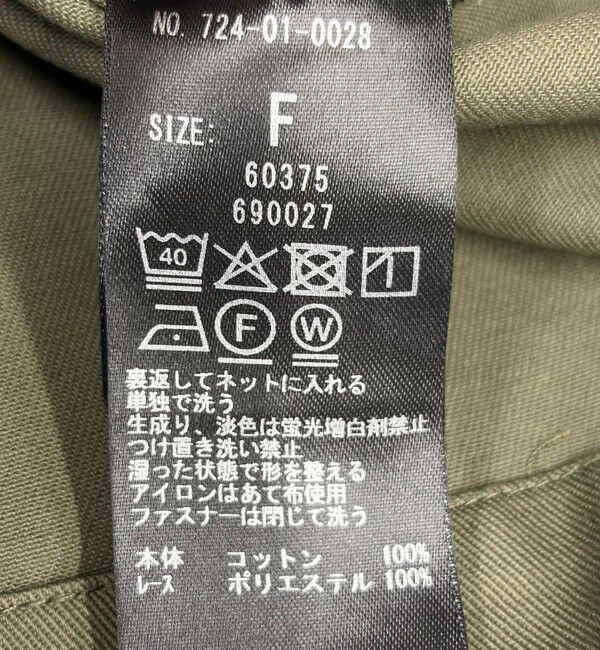 NO. 724-01-0028
SIZE: F
60375
690027
40
F W
裏返してネットに入れる
単独で洗う
生成り、淡色は蛍光増白剤禁止
つけ置き洗い禁止
湿った状態で形を整える
アイロンはあて布使用
ファスナーは閉じて洗う
本体 コットン 100%
レース ポリエステル 100%